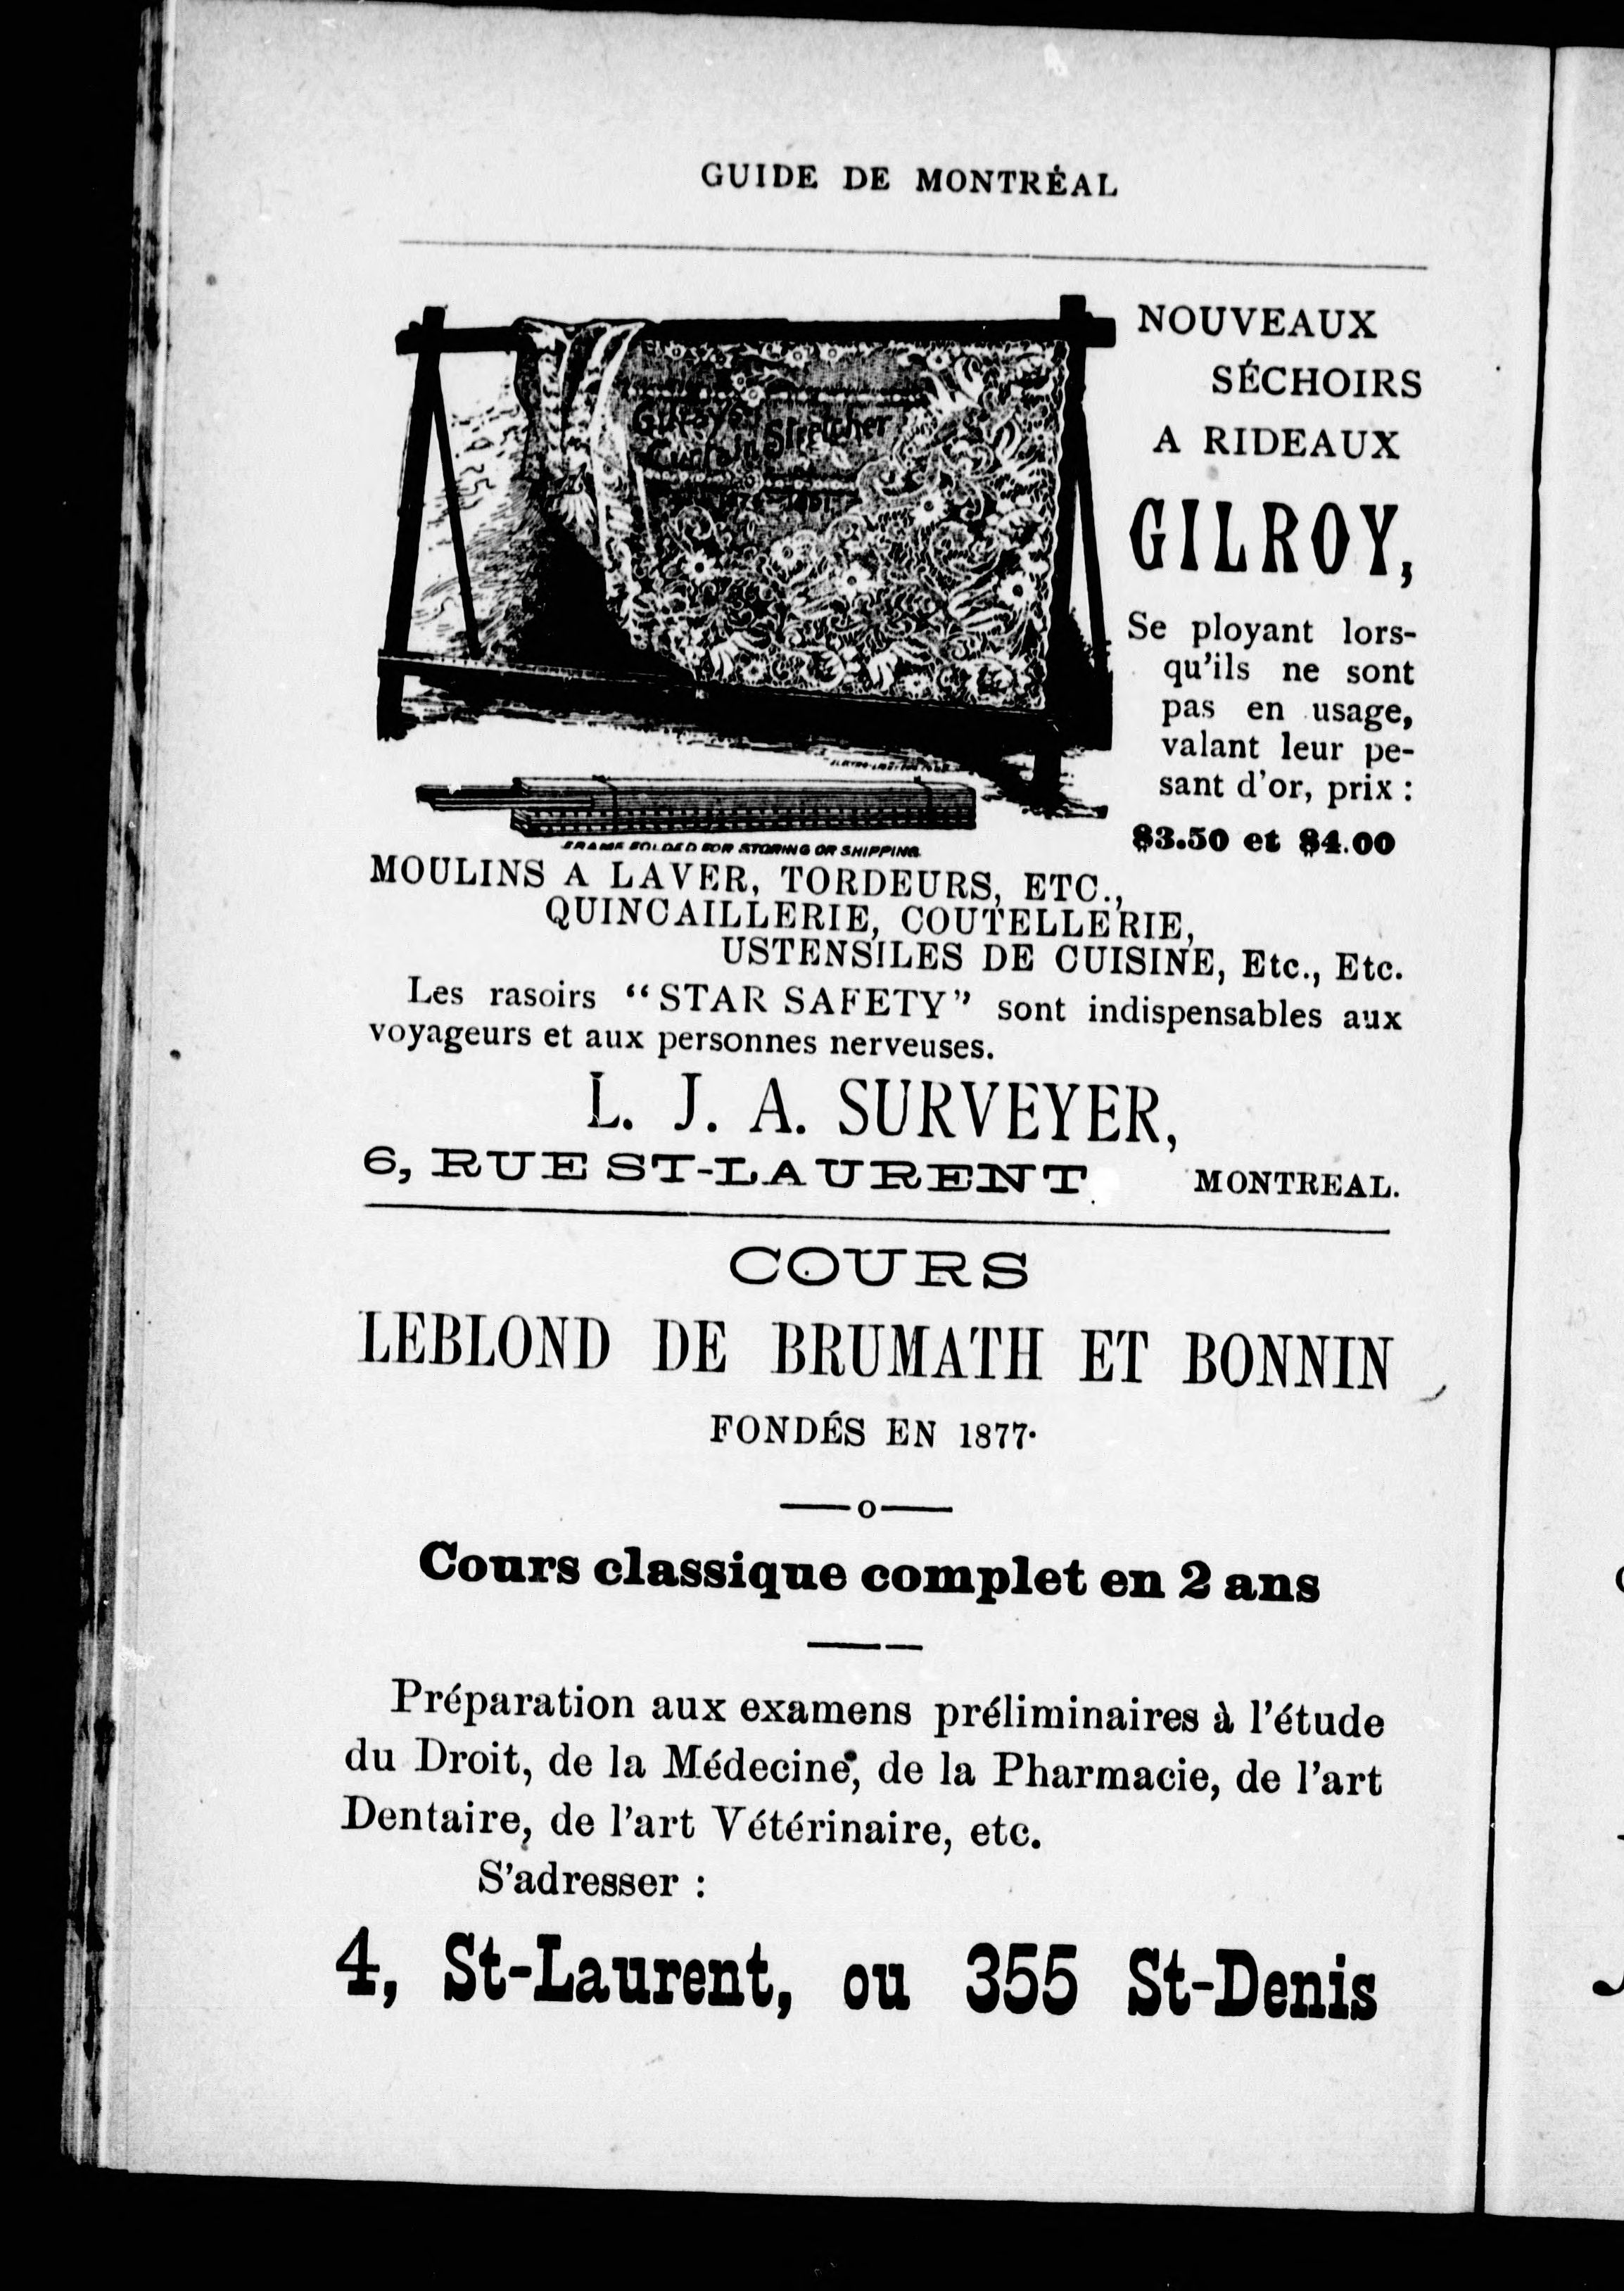 GUIDE DE MONTRÉAL
Gilroy's
Curtain Stretcher
NOUVEAUX
SÉCHOIRS
A RIDEAUX
GILROY,
Se ployant lors-
qu'ils ne sont
pas en usage,
valant leur pe-
sant d'or, prix :
$3.50 et $4.00
FRAME FOLDED FOR STORING OR SHIPPING.
MOULINS A LAVER, TORDEURS, ETC.,
QUINCAILLERIE, COUTELLERIE,
USTENSILES DE CUISINE, Etc., Etc.
Les rasoirs “STAR SAFETY” sont indispensables aux
voyageurs et aux personnes nerveuses.
L. J. A. SURVEYER,
6, RUE ST-LAURENT MONTREAL.
COURS
LEBLOND DE BRUMATH ET BONNIN
FONDÉS EN 1877.
o
Cours classique complet en 2 ans
Préparation aux examens préliminaires à l'étude
du Droit, de la Médecine, de la Pharmacie, de l'art
Dentaire, de l'art Vétérinaire, etc.
S'adresser :
4, St-Laurent, ou 355 St-Denis